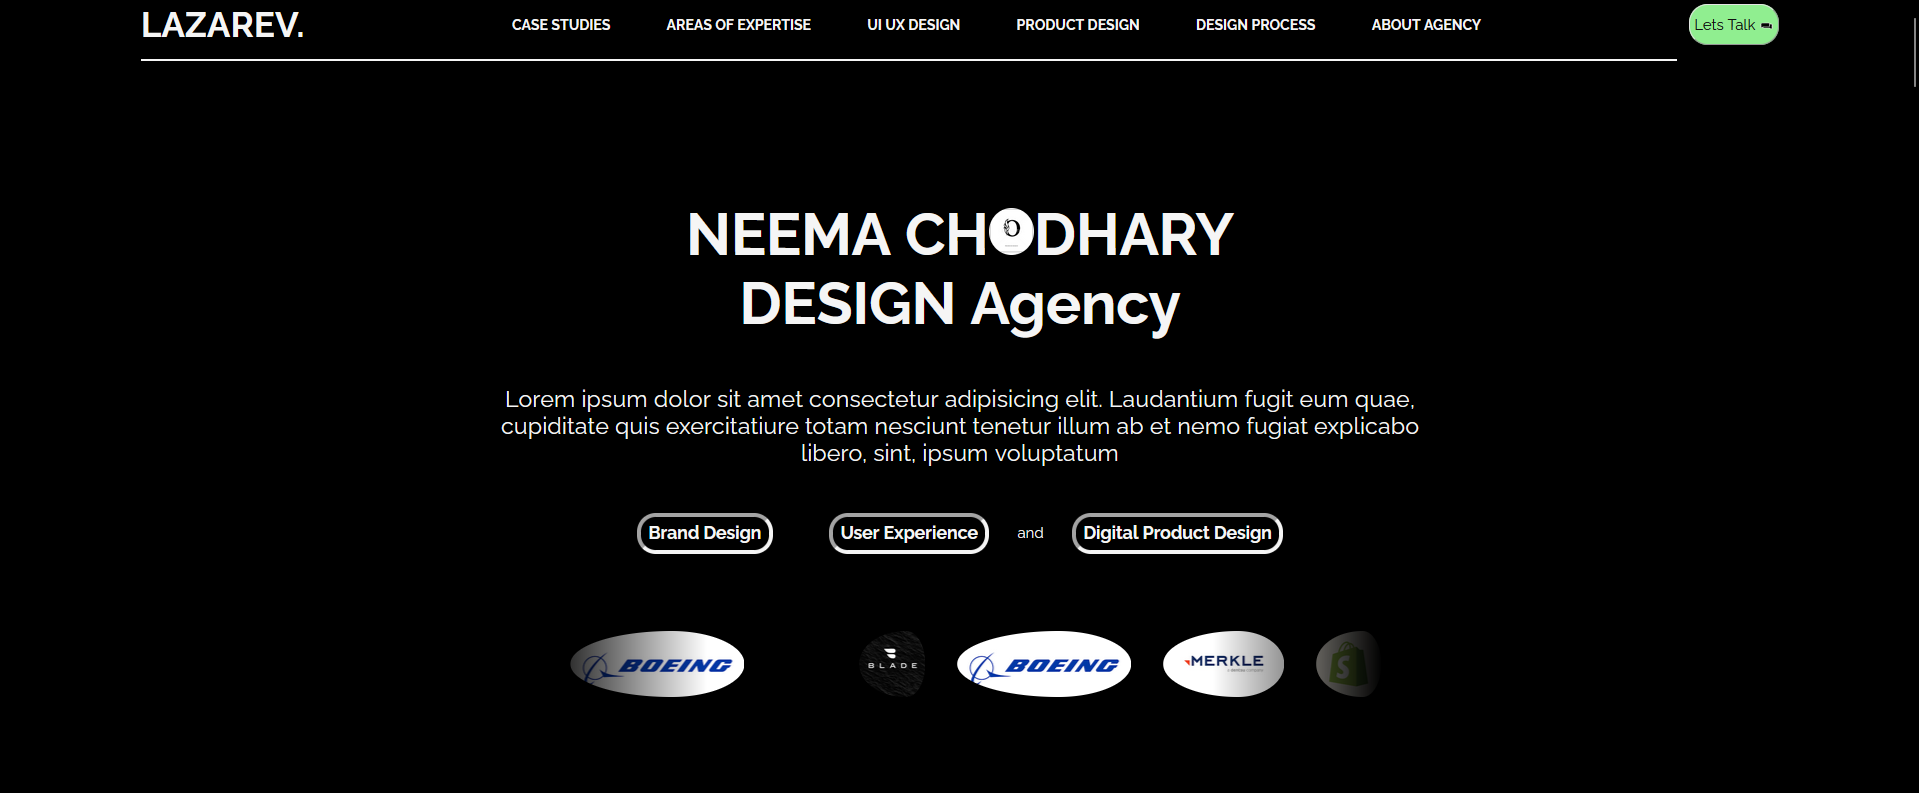 LAZAREV.
CASE STUDIES
AREAS OF EXPERTISE
UI UX DESIGN
PRODUCT DESIGN
DESIGN PROCESS
ABOUT AGENCY
Lets Talk
NEEMA CHODHARY
DESIGN Agency
Lorem ipsum dolor sit amet consectetur adipisicing elit. Laudantium fugit eum quae,
cupiditate quis exercitatiure totam nesciunt tenetur illum ab et nemo fugiat explicabo
libero, sint, ipsum voluptatum
Brand Design
User Experience
and
Digital Product Design
BOEING
BLADE
BOEING
MERKLE
S